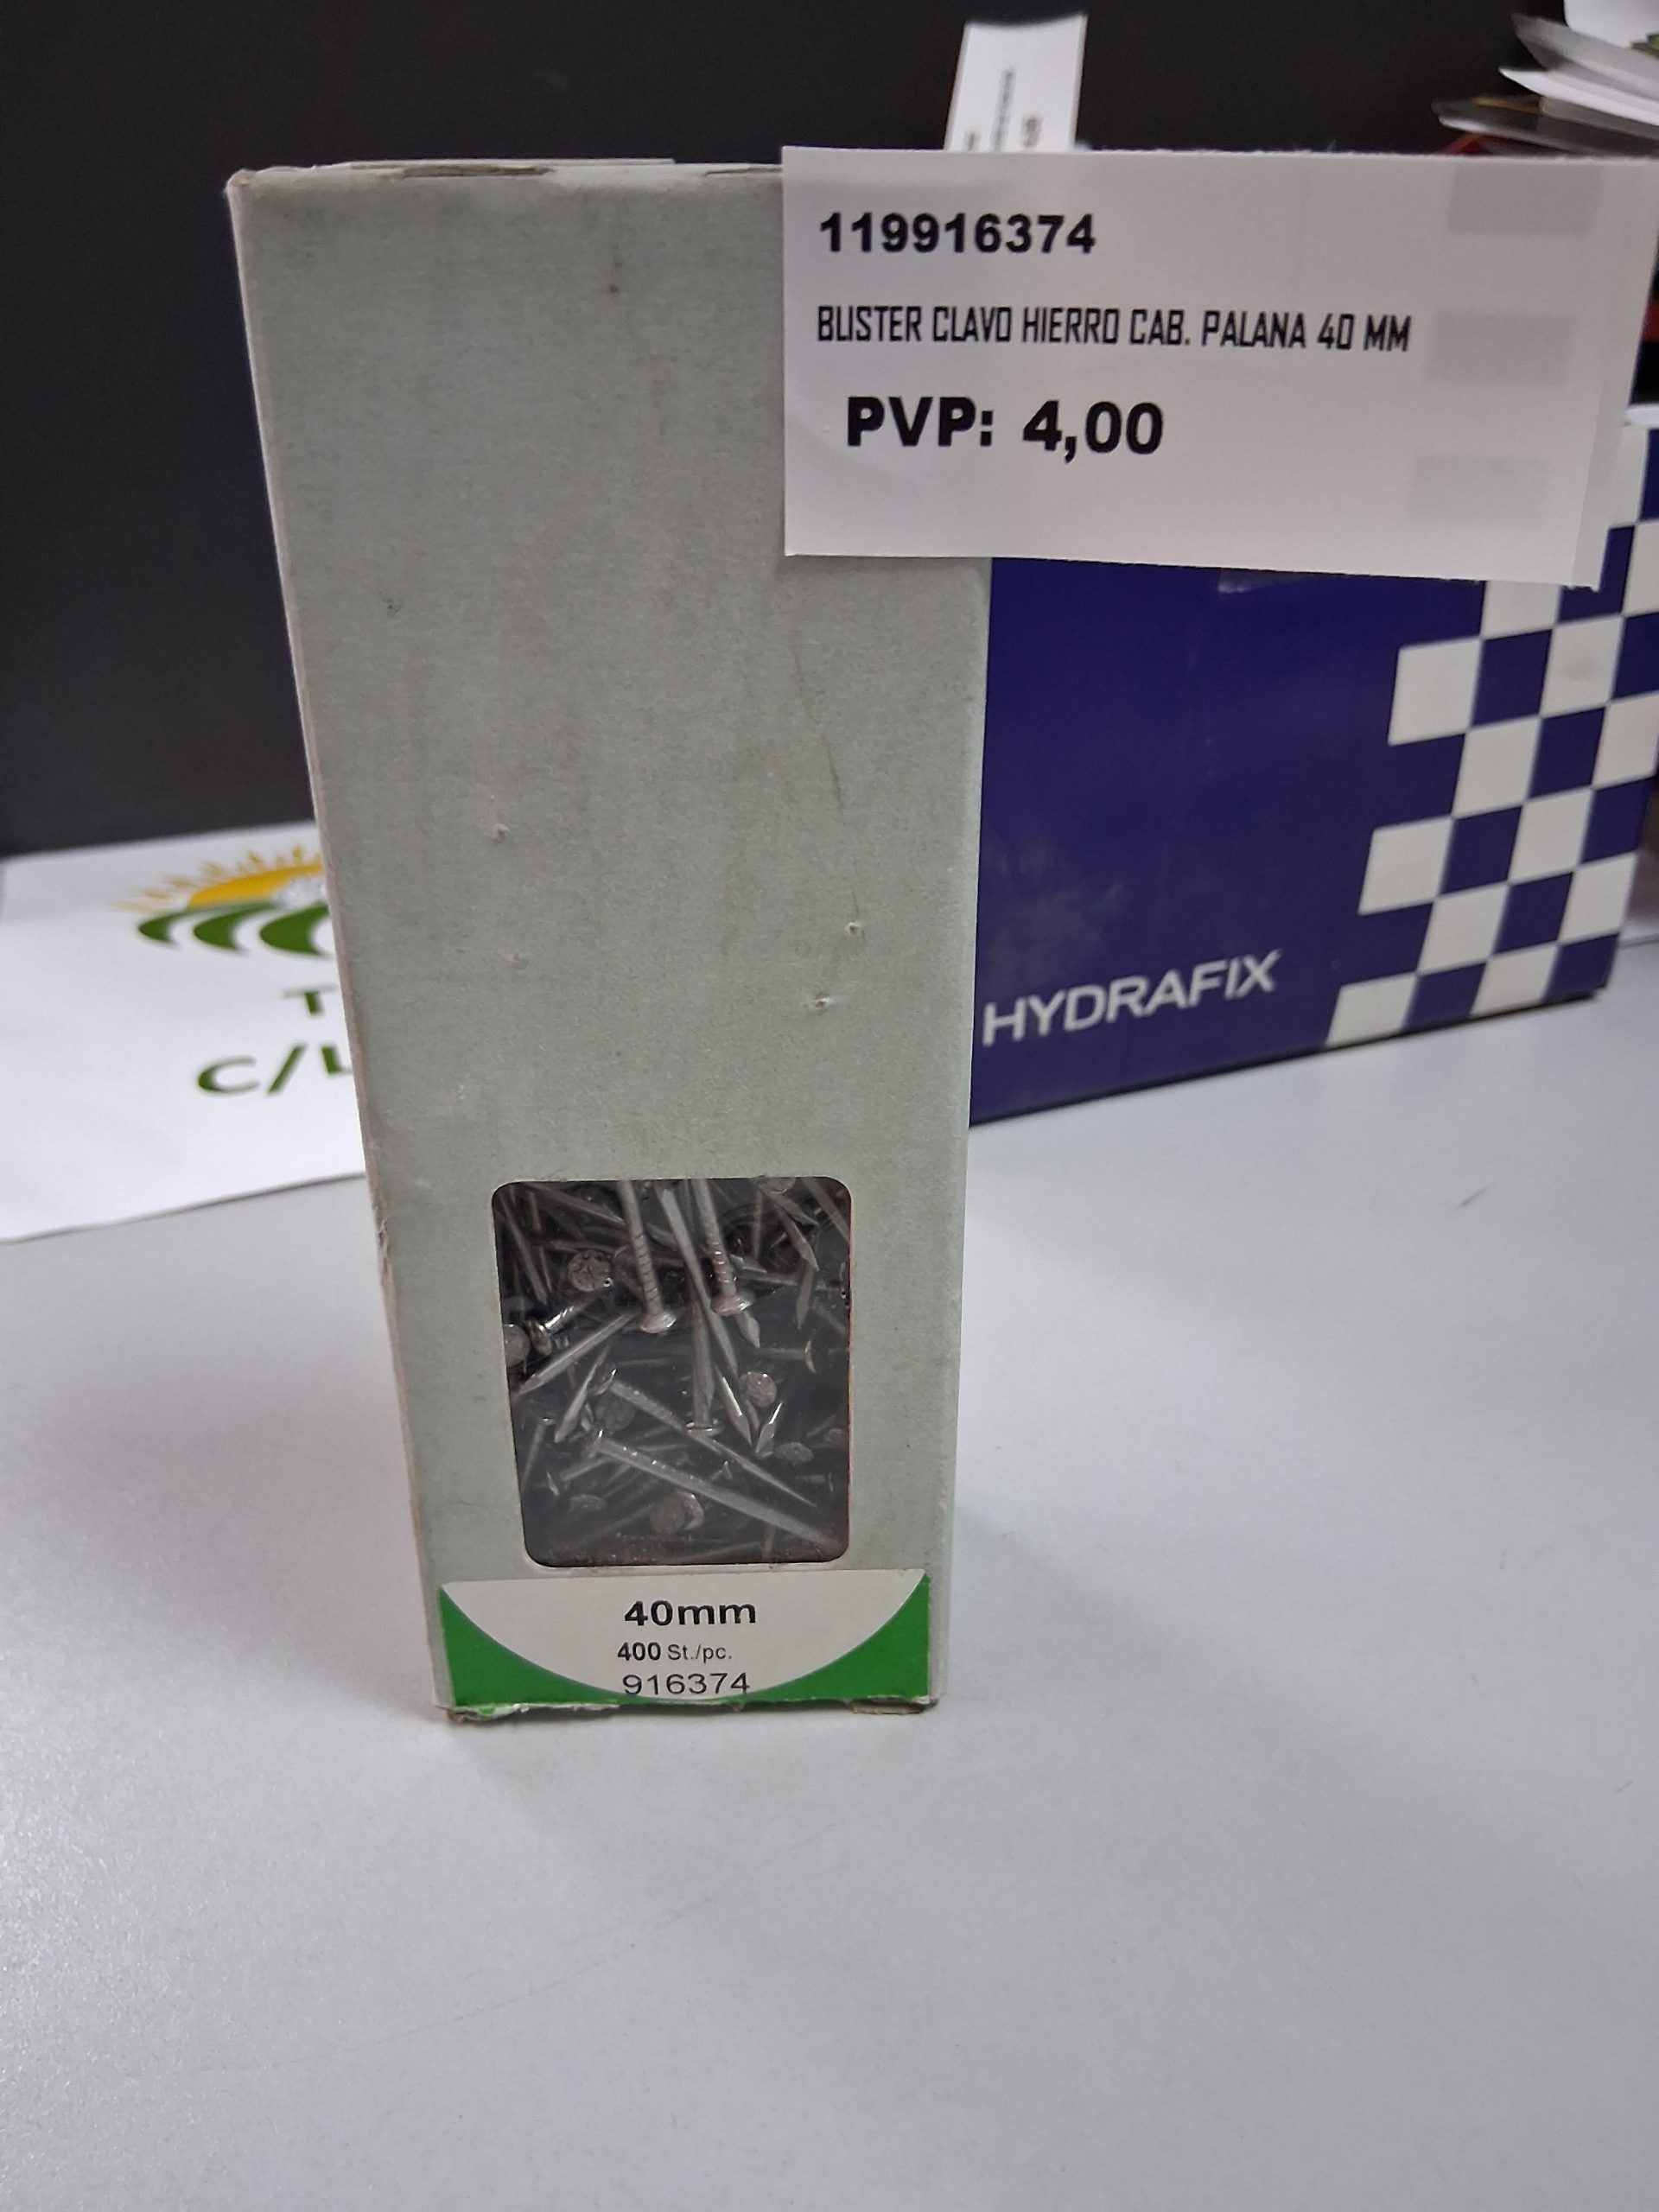 119916374
BLISTER CLAVO HIERRO CAB. PALANA 40 MM
PVP: 4,00
HYDRAFIX
T
C/
40mm
400 St./pc.
916374